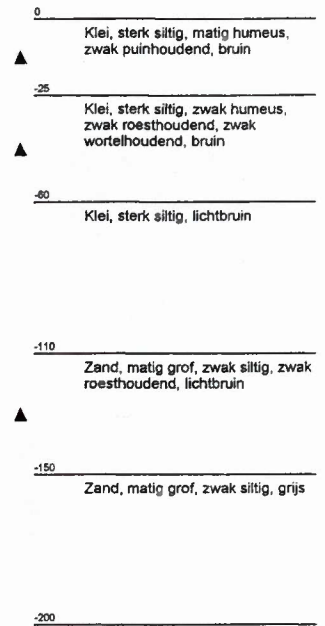 0
Klei, sterk siltig, matig humeus,
zwak puinhoudend, bruin
-25
Klei, sterk siltig, zwak humeus,
zwak roesthoudend, zwak
wortelhoudend, bruin
-60
Klei, sterk siltig, lichtbruin
-110
Zand, matig grof, zwak siltig, zwak
roesthoudend, lichtbruin
-150
Zand, matig grof, zwak siltig, grijs
-200